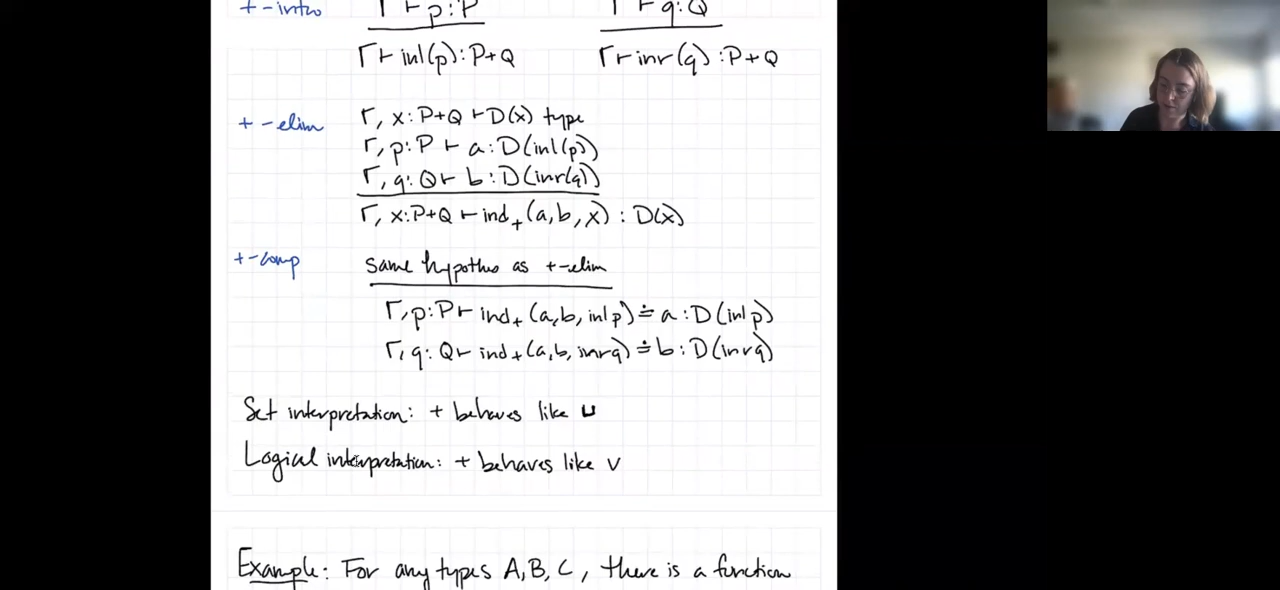 +-intro Γ ⊢ p : P Γ ⊢ q : Q
Γ ⊢ inl(p) : P+Q Γ ⊢ inr(q) : P+Q
+-elim Γ, x : P+Q ⊢ D(x) type
Γ, p : P ⊢ a : D(inl(p))
Γ, q : Q ⊢ b : D(inr(q))
Γ, x : P+Q ⊢ ind₊(a, b, x) : D(x)
+-comp same hypothes as +-elim
Γ, p : P ⊢ ind₊(a, b, inl p) ≐ a : D(inl p)
Γ, q : Q ⊢ ind₊(a, b, inr q) ≐ b : D(inr q)
Set interpretation: + behaves like ⊔
Logical interpretation: + behaves like ∨
Example: For any types A, B, C, there is a function